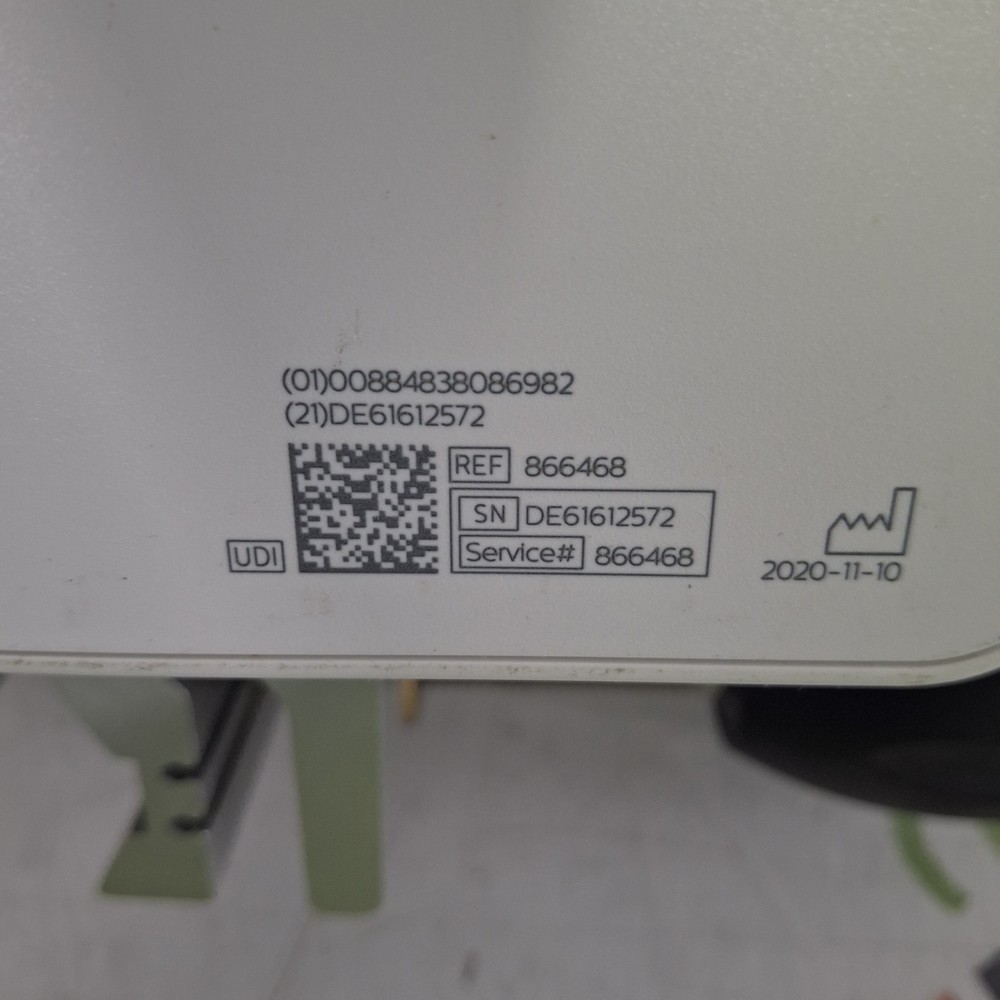 (01)00884838086982
(21)DE61612572
REF 866468
SN DE61612572
Service# 866468
UDI
2020-11-10